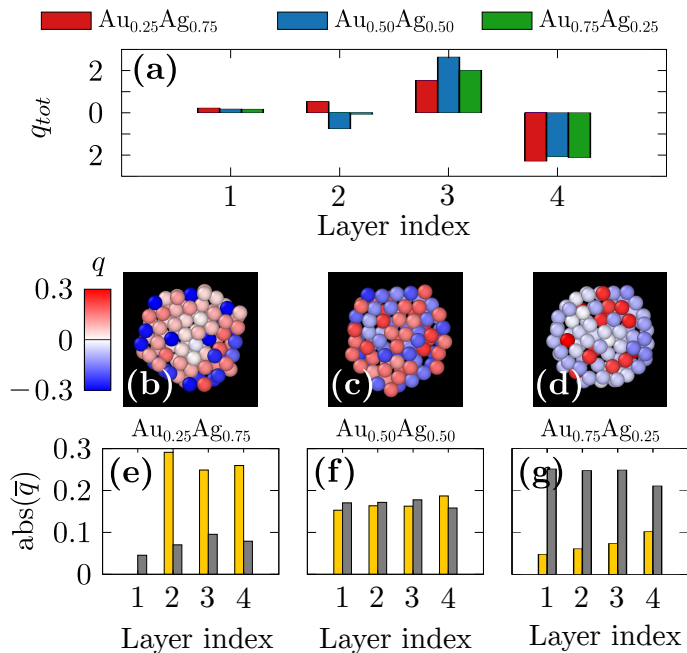 Au0.25Ag0.75 Au0.50Ag0.50 Au0.75Ag0.25
(a)
qtot
2
0
2
1 2 3 4
Layer index
q
0.3
0
−0.3
(b) (c) (d)
Au0.25Ag0.75 Au0.50Ag0.50 Au0.75Ag0.25
abs(q̅)
0.3
0.2
0.1
0
(e) (f) (g)
1 2 3 4 1 2 3 4 1 2 3 4
Layer index Layer index Layer index